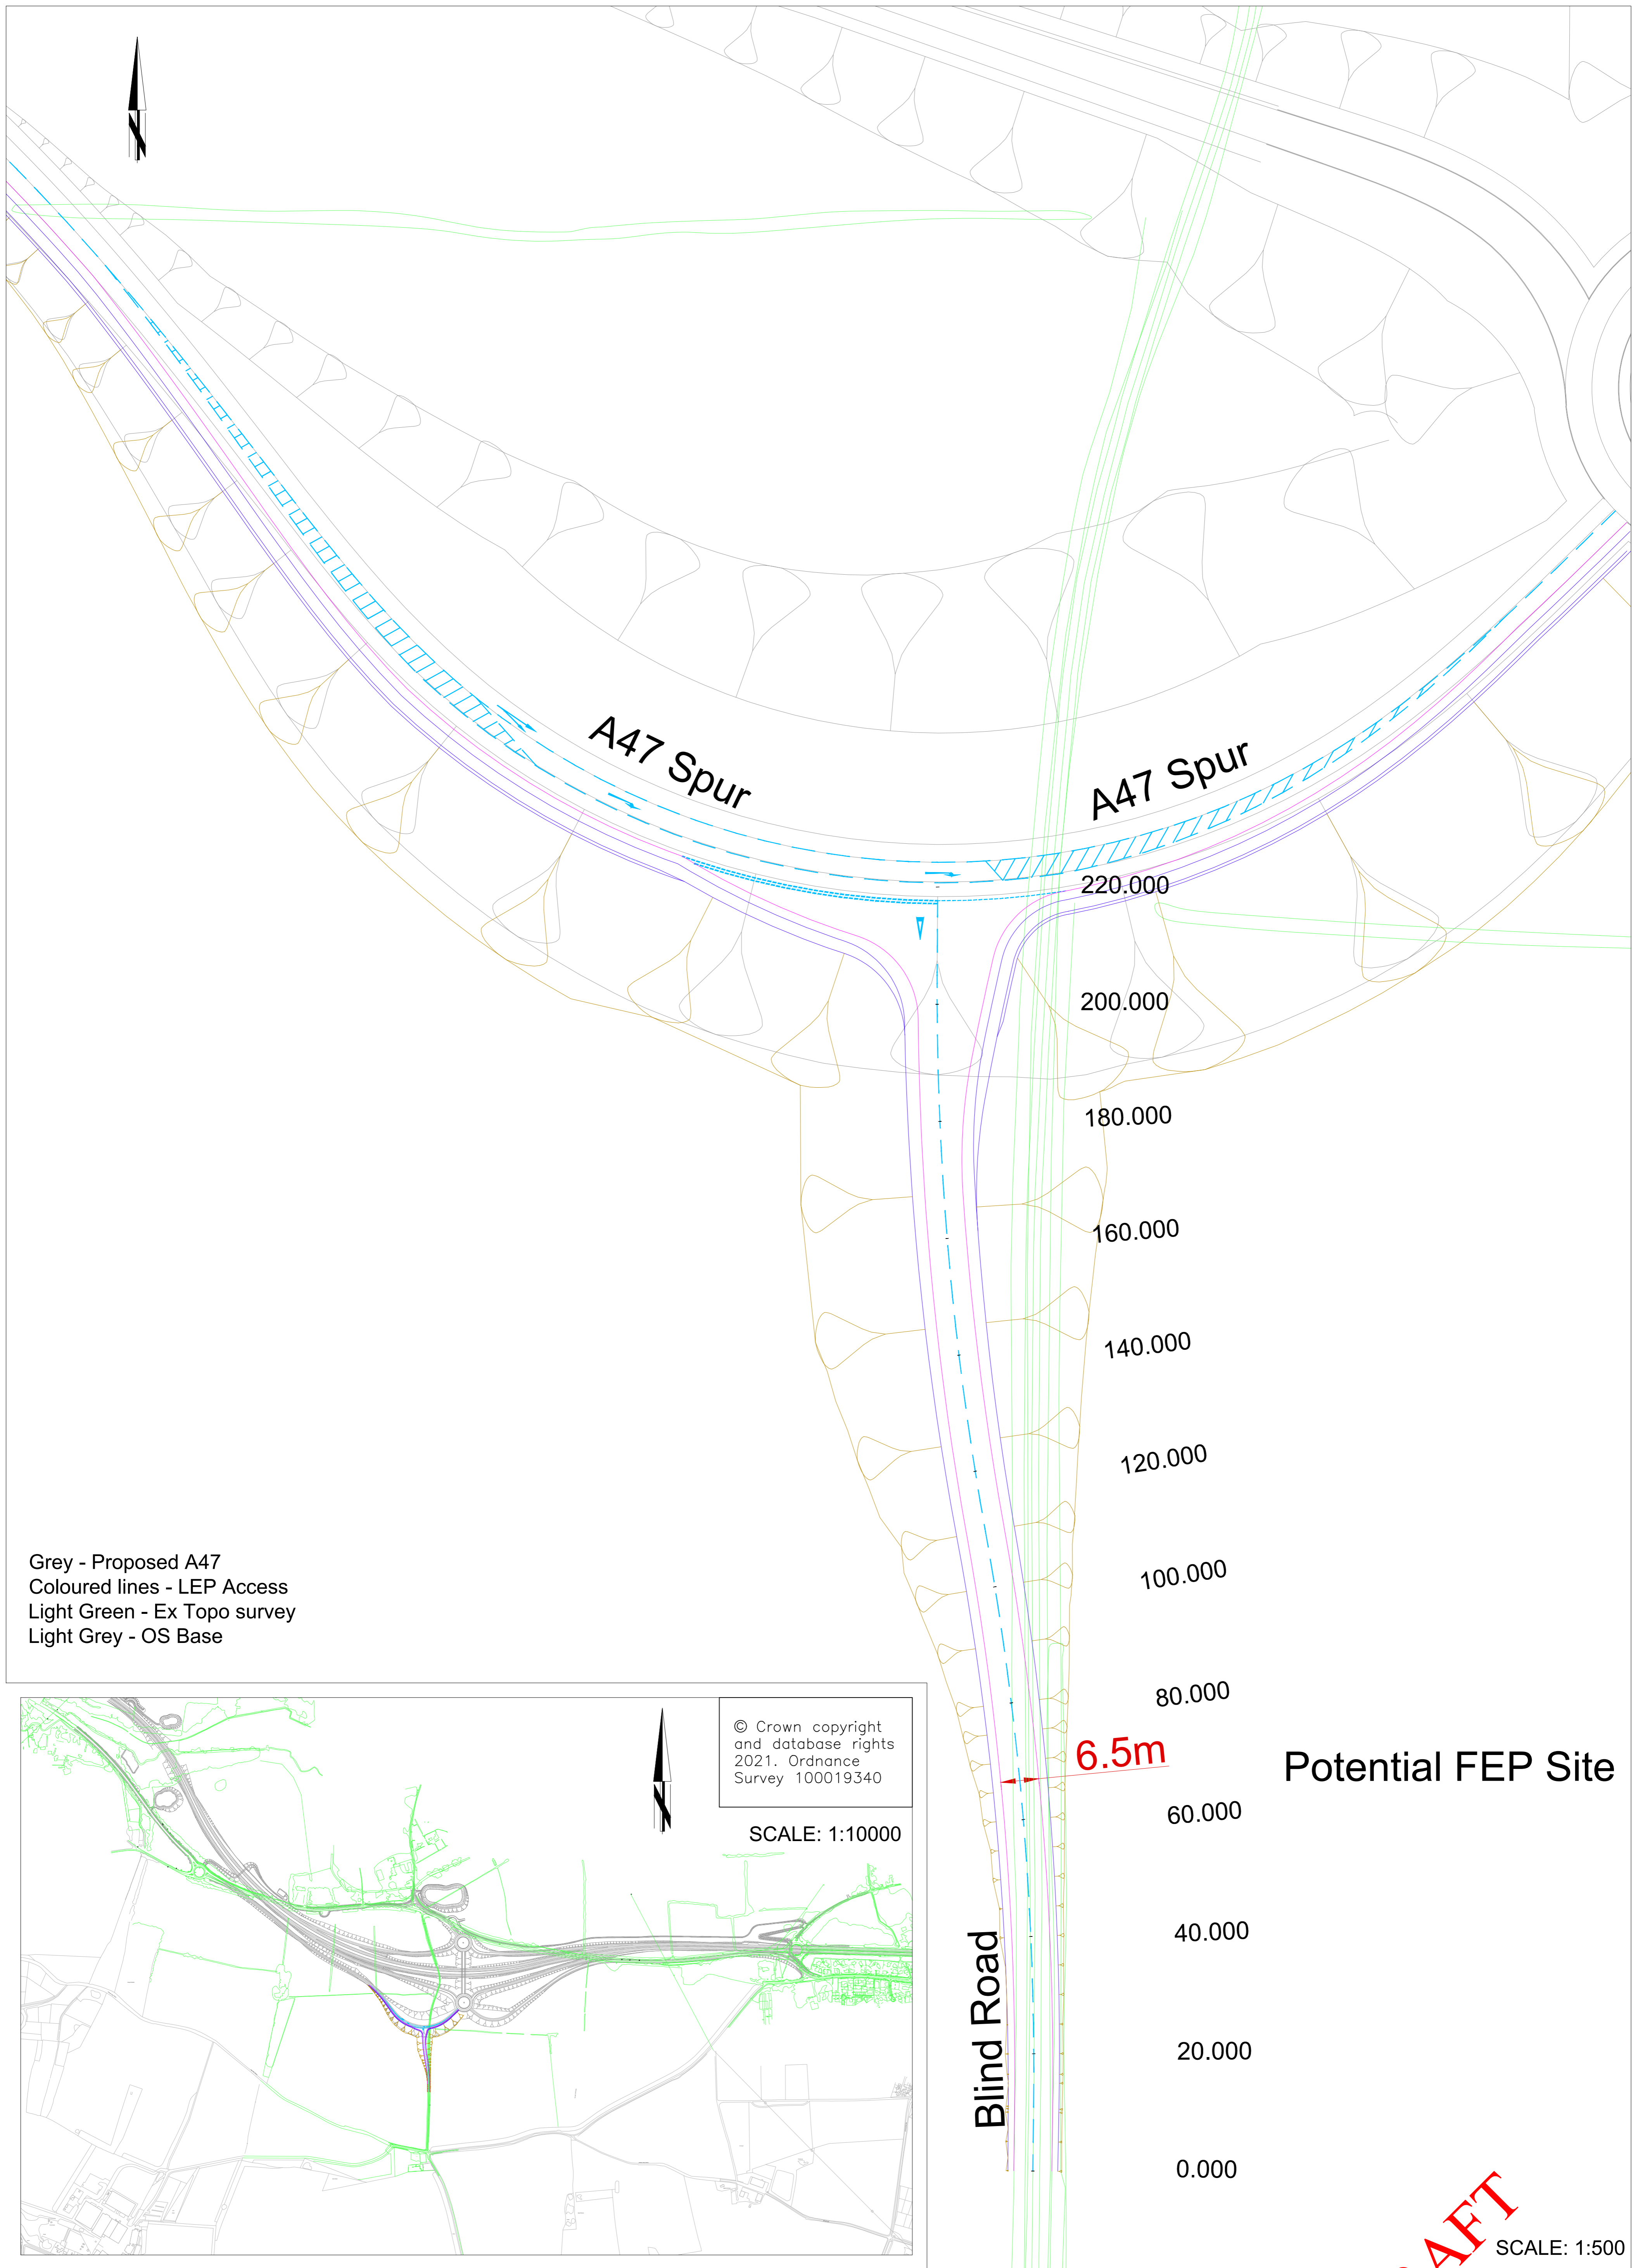 A47 Spur
A47 Spur
220.000
200.000
180.000
160.000
140.000
120.000
100.000
80.000
6.5m
Potential FEP Site
60.000
40.000
Blind Road
20.000
0.000
Grey - Proposed A47
Coloured lines - LEP Access
Light Green - Ex Topo survey
Light Grey - OS Base
© Crown copyright
and database rights
2021. Ordnance
Survey 100019340
SCALE: 1:10000
AFT
SCALE: 1:500